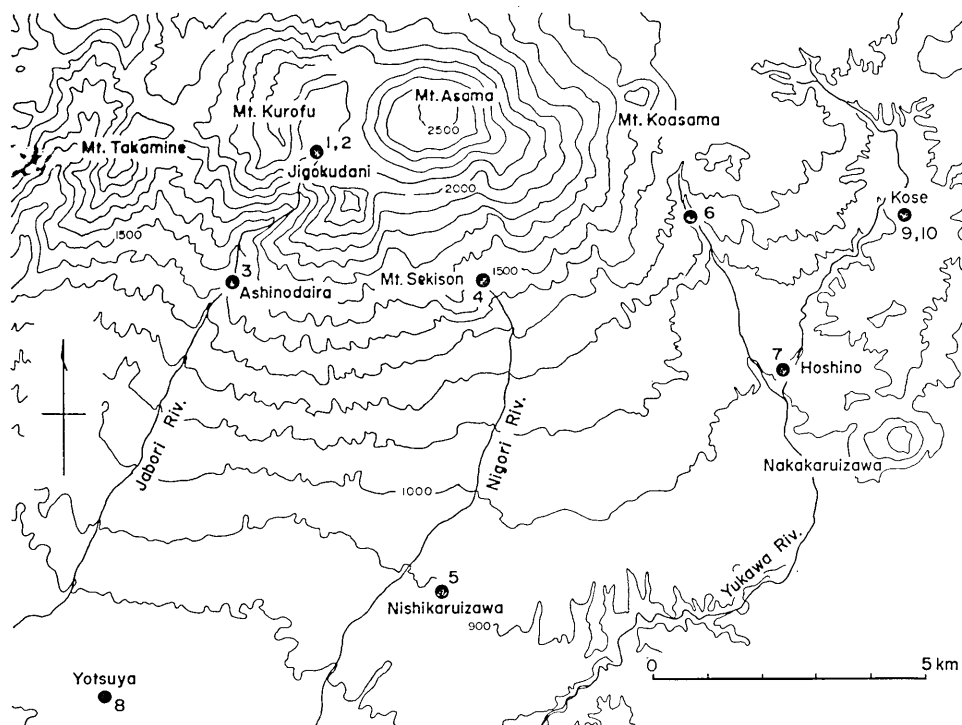 Mt. Asama
2500
Mt. Kurofu
Mt. Koasama
1,2
Mt. Takamine
Jigokudani
2000
Kose
9,10
6
1500
3
Ashinodaira
Mt. Sekison
1500
4
7
Hoshino
Jabori Riv.
Nigori Riv.
Nakakaruizawa
1000
Yukawa Riv.
5
Nishikaruizawa
900
0
5 km
Yotsuya
8